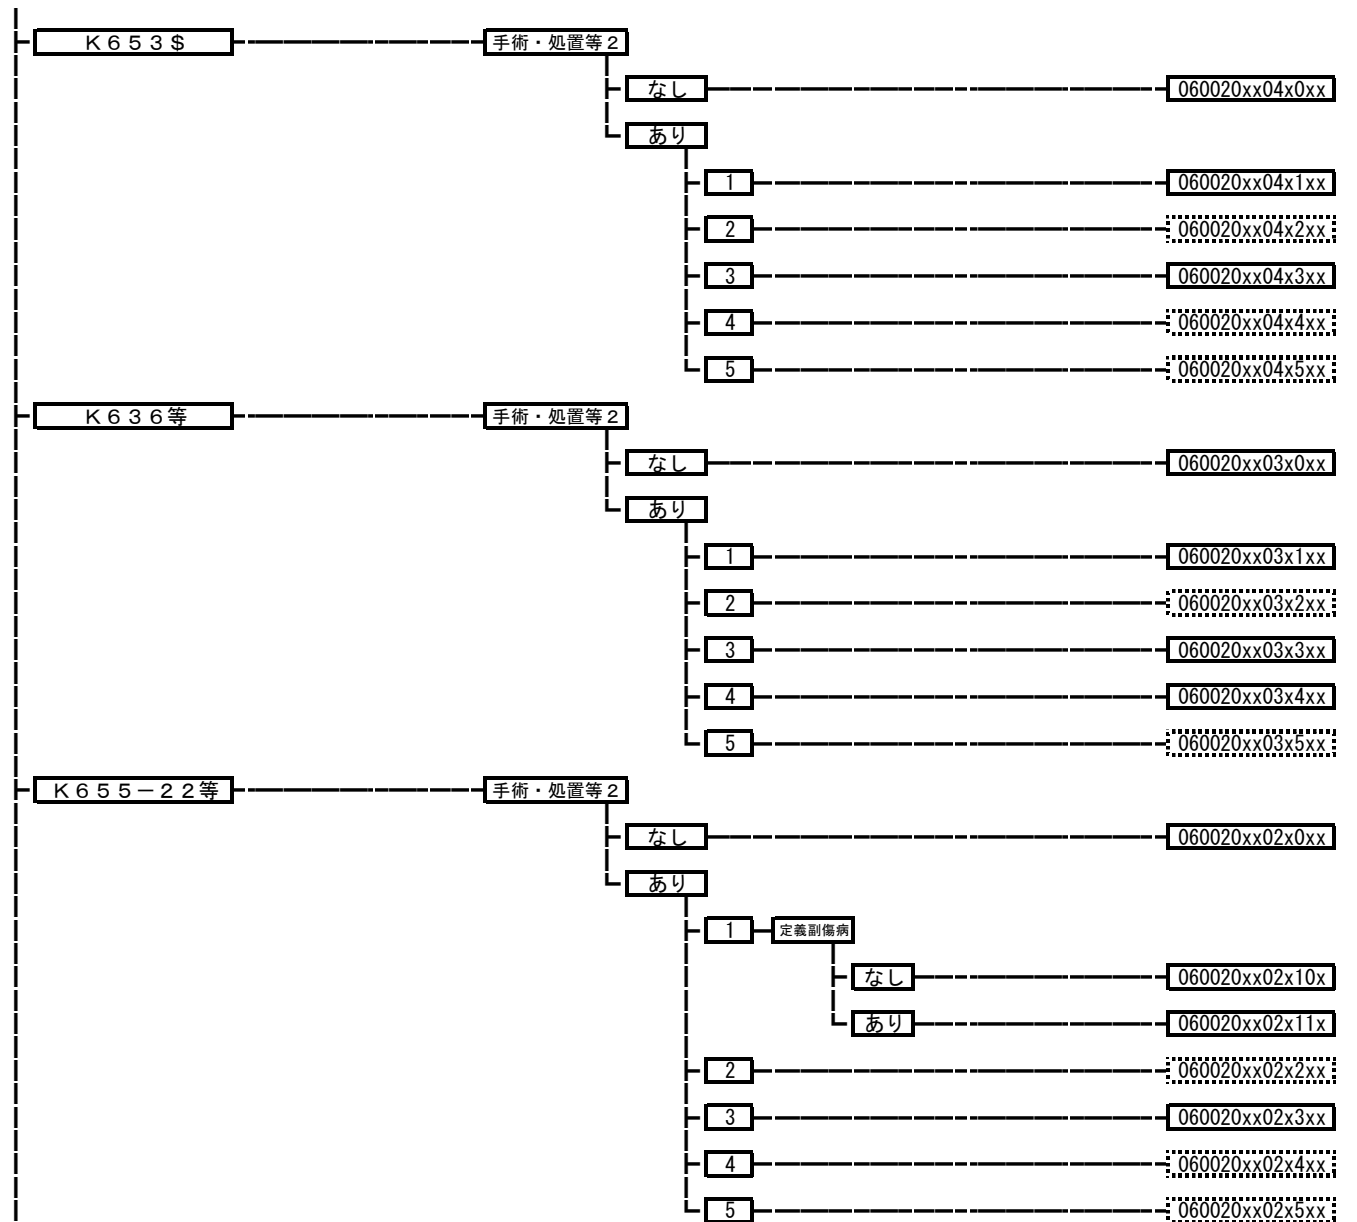 Ｋ６５３＄ 手術・処置等２
なし 060020xx04x0xx
あり
1 060020xx04x1xx
2 060020xx04x2xx
3 060020xx04x3xx
4 060020xx04x4xx
5 060020xx04x5xx
Ｋ６３６等 手術・処置等２
なし 060020xx03x0xx
あり
1 060020xx03x1xx
2 060020xx03x2xx
3 060020xx03x3xx
4 060020xx03x4xx
5 060020xx03x5xx
Ｋ６５５－２２等 手術・処置等２
なし 060020xx02x0xx
あり
1 定義副傷病
なし 060020xx02x10x
あり 060020xx02x11x
2 060020xx02x2xx
3 060020xx02x3xx
4 060020xx02x4xx
5 060020xx02x5xx